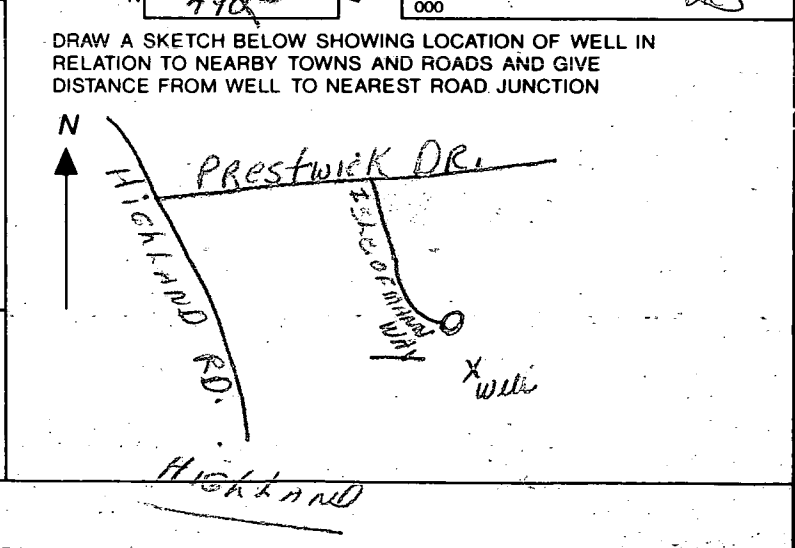 000
DRAW A SKETCH BELOW SHOWING LOCATION OF WELL IN
RELATION TO NEARBY TOWNS AND ROADS AND GIVE
DISTANCE FROM WELL TO NEAREST ROAD JUNCTION
N
PRESTWICK DR.
HIGHLAND RD.
ISLE OF MANN
WAY
X
Well
HIGHLAND